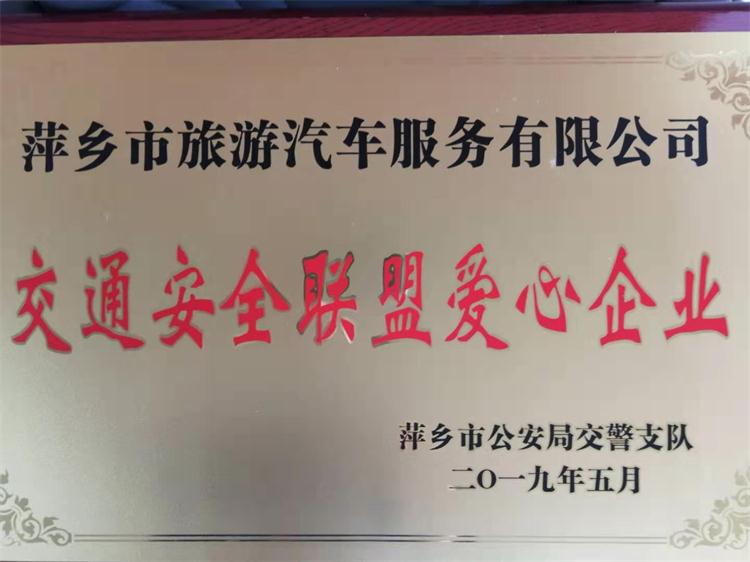 萍乡市旅游汽车服务有限公司
交通安全联盟爱心企业
萍乡市公安局交警支队
二O一九年五月